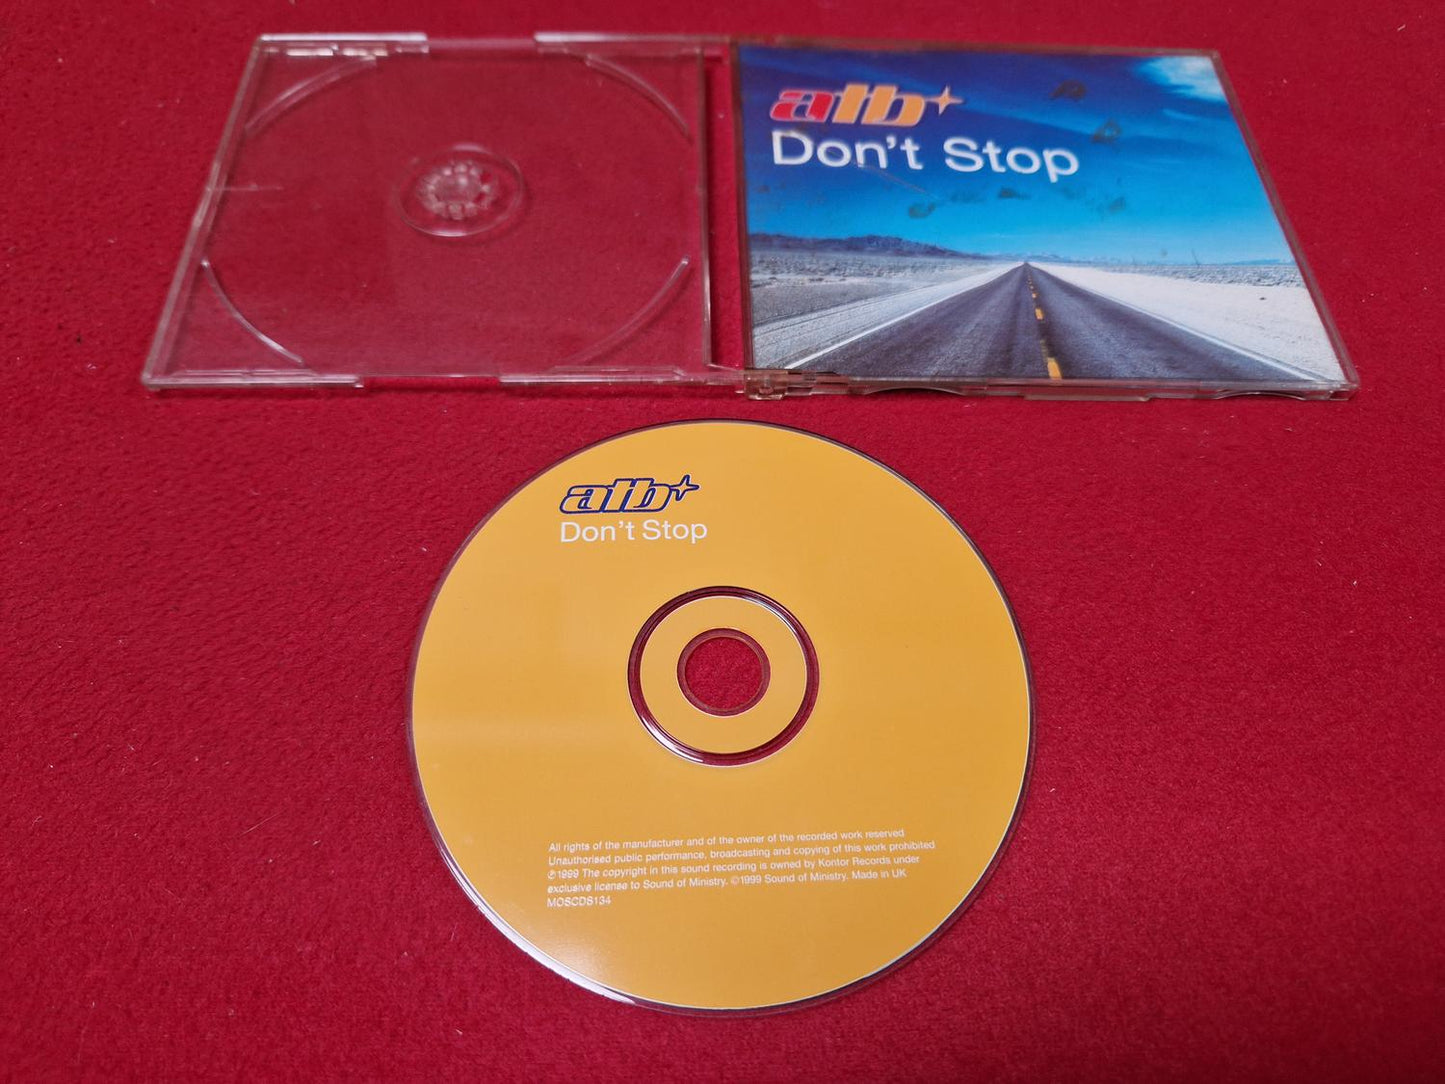 atb
Don't Stop
atb
Don't Stop
All rights of the manufacturer and of the owner of the recorded work reserved
Unauthorised public performance, broadcasting and copying of this work prohibited
℗1999 The copyright in this sound recording is owned by Kontor Records under
exclusive license to Sound of Ministry. ©1999 Sound of Ministry. Made in UK
MOSCDS134